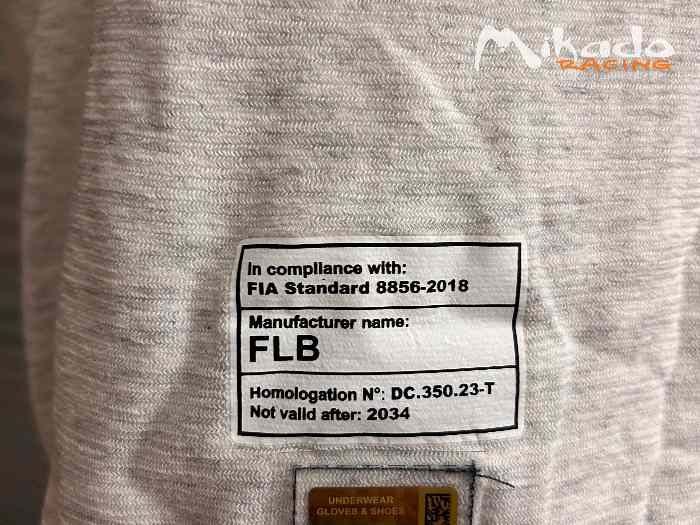 Mikado
RACING
In compliance with:
FIA Standard 8856-2018
Manufacturer name:
FLB
Homologation N°: DC.350.23-T
Not valid after: 2034
UNDERWEAR
GLOVES & SHOES